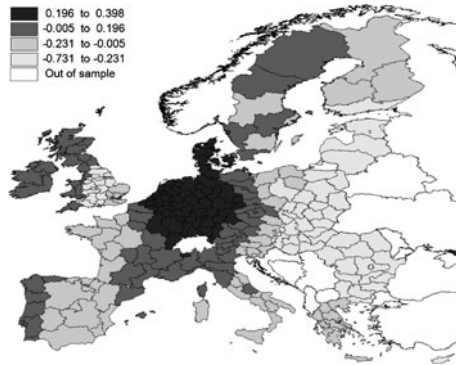 0.196 to 0.398
-0.005 to 0.196
-0.231 to -0.005
-0.731 to -0.231
Out of sample